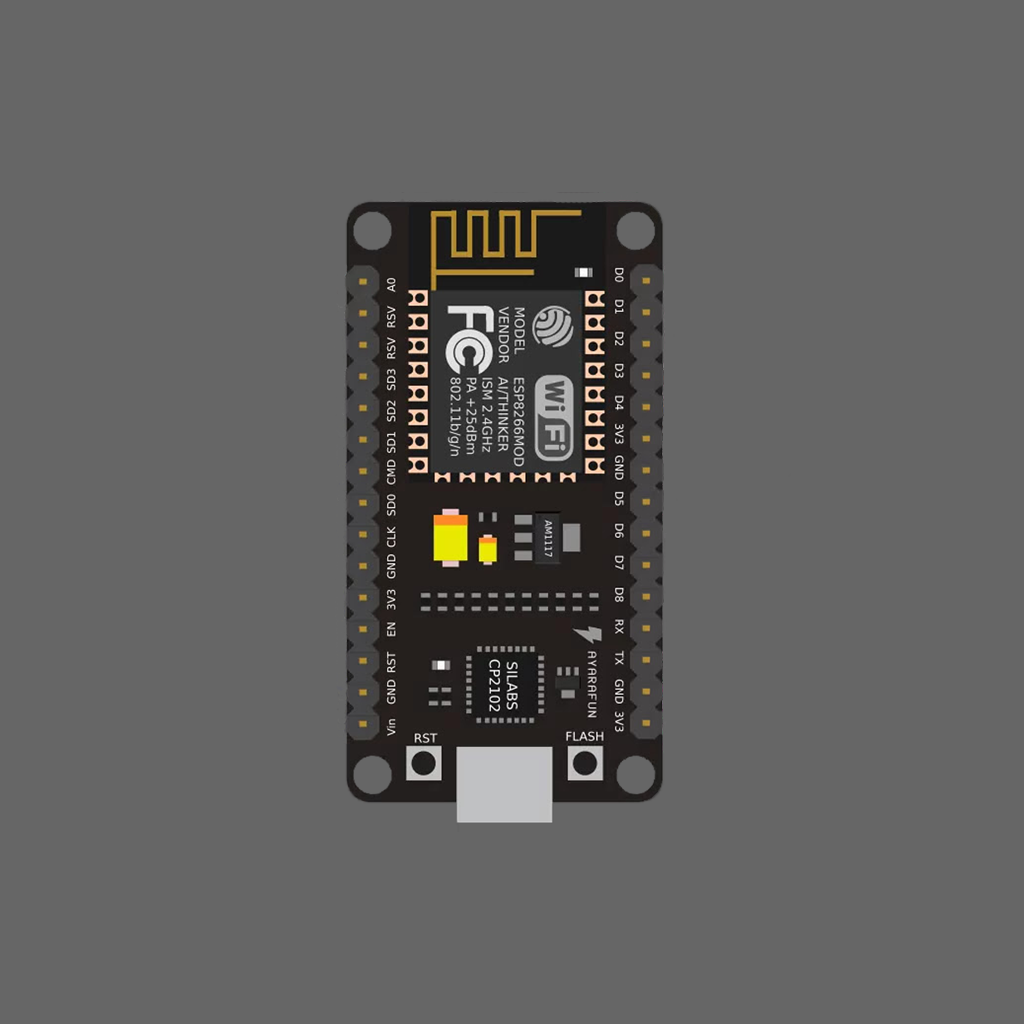 A0
RSV
RSV
SD3
SD2
SD1
CMD
SD0
CLK
GND
3V3
EN
RST
GND
Vin
D0
D1
D2
D3
D4
3V3
GND
D5
D6
D7
D8
RX
TX
GND
3V3
FC
MODEL ESP8266MOD
VENDOR AI/THINKER
ISM 2.4GHz
PA +25dBm
802.11b/g/n
Wi Fi
AM1117
SILABS
CP2102
AYARAFUN
RST
FLASH